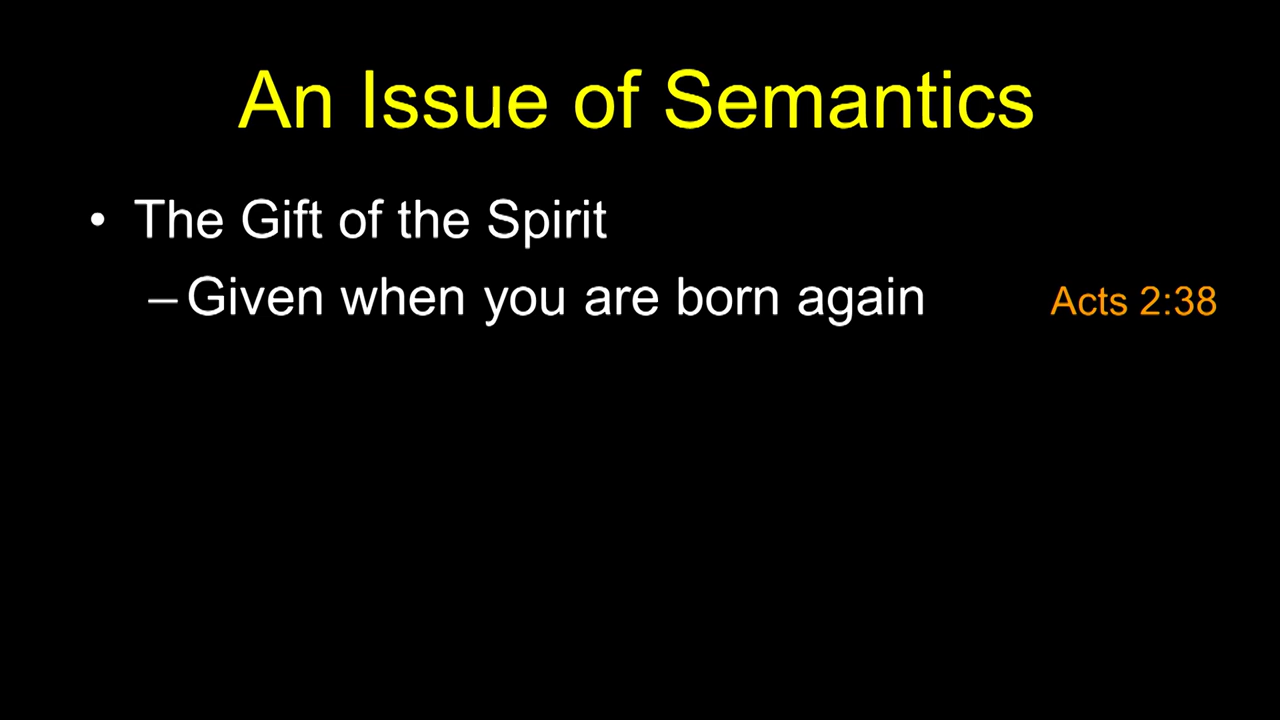 An Issue of Semantics
• The Gift of the Spirit
– Given when you are born again Acts 2:38